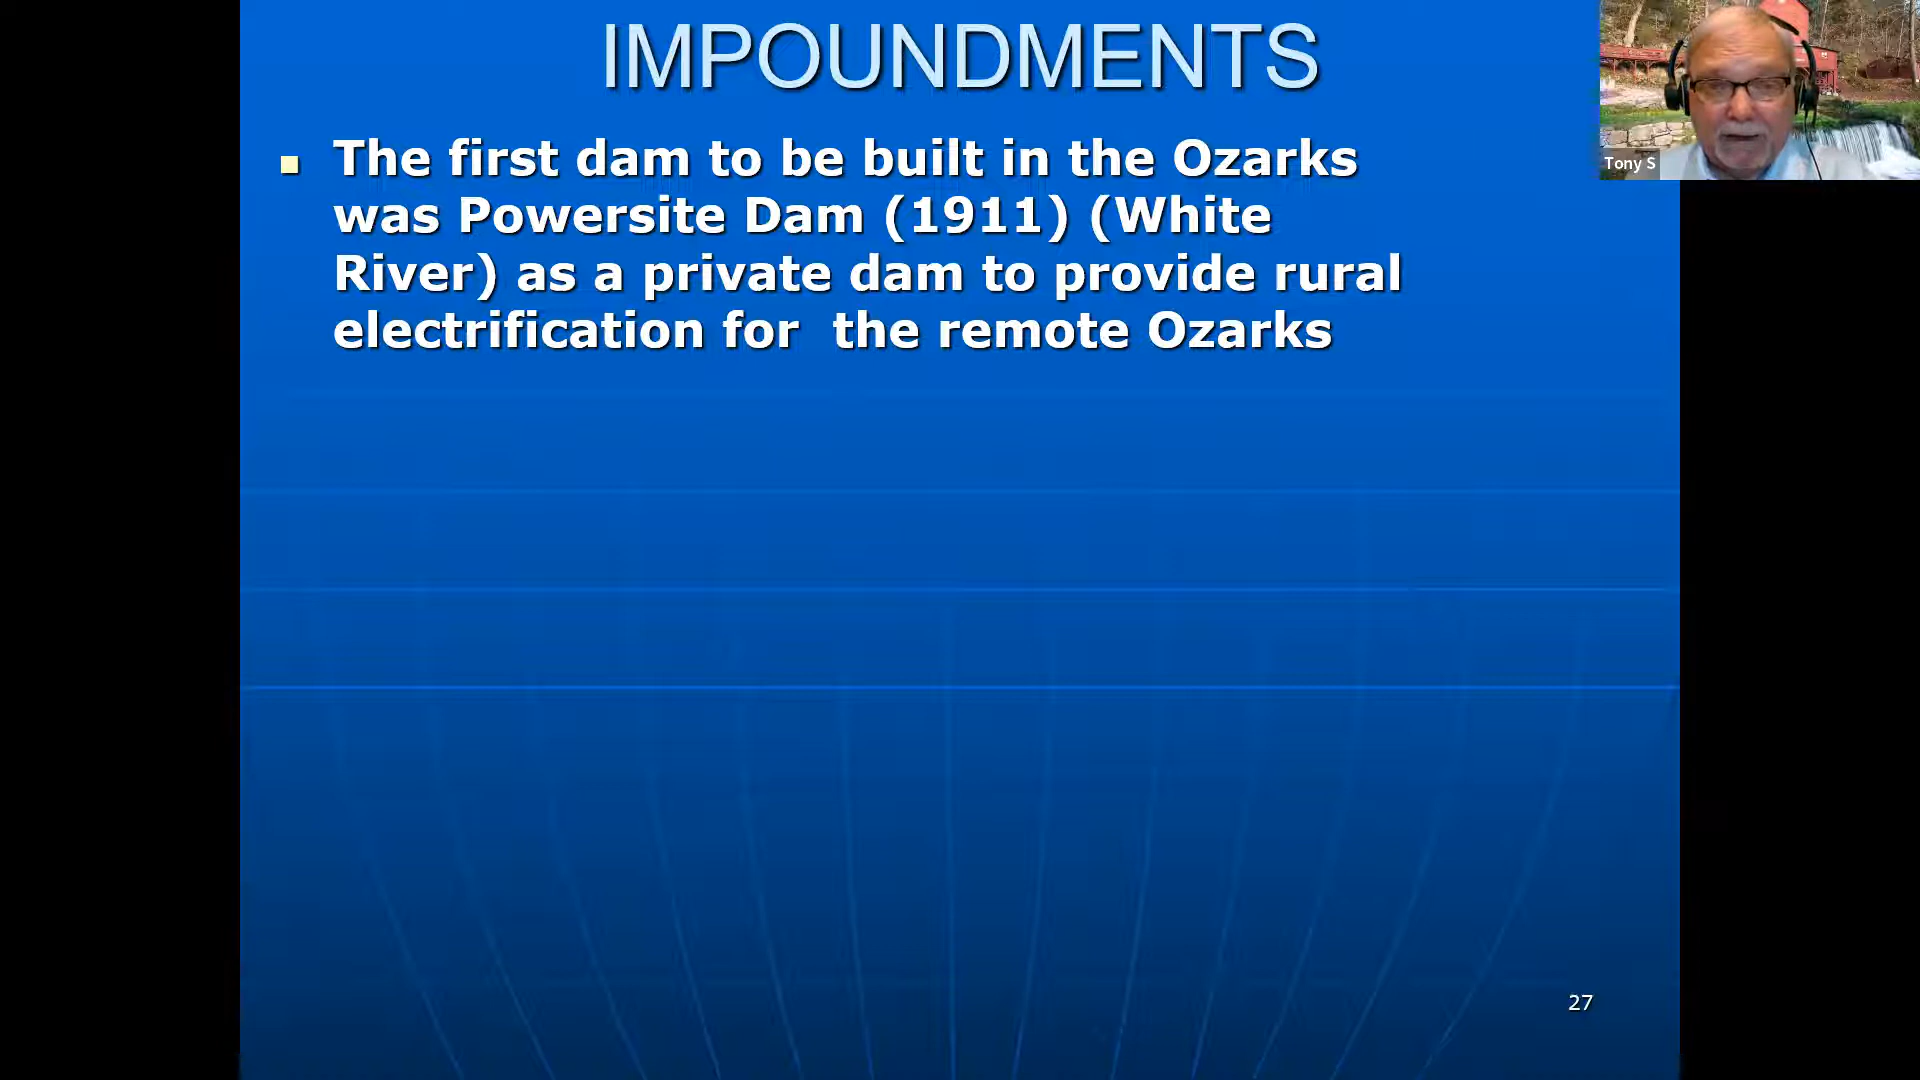 IMPOUNDMENTS
The first dam to be built in the Ozarks
was Powersite Dam (1911) (White
River) as a private dam to provide rural
electrification for  the remote Ozarks
Tony S
27